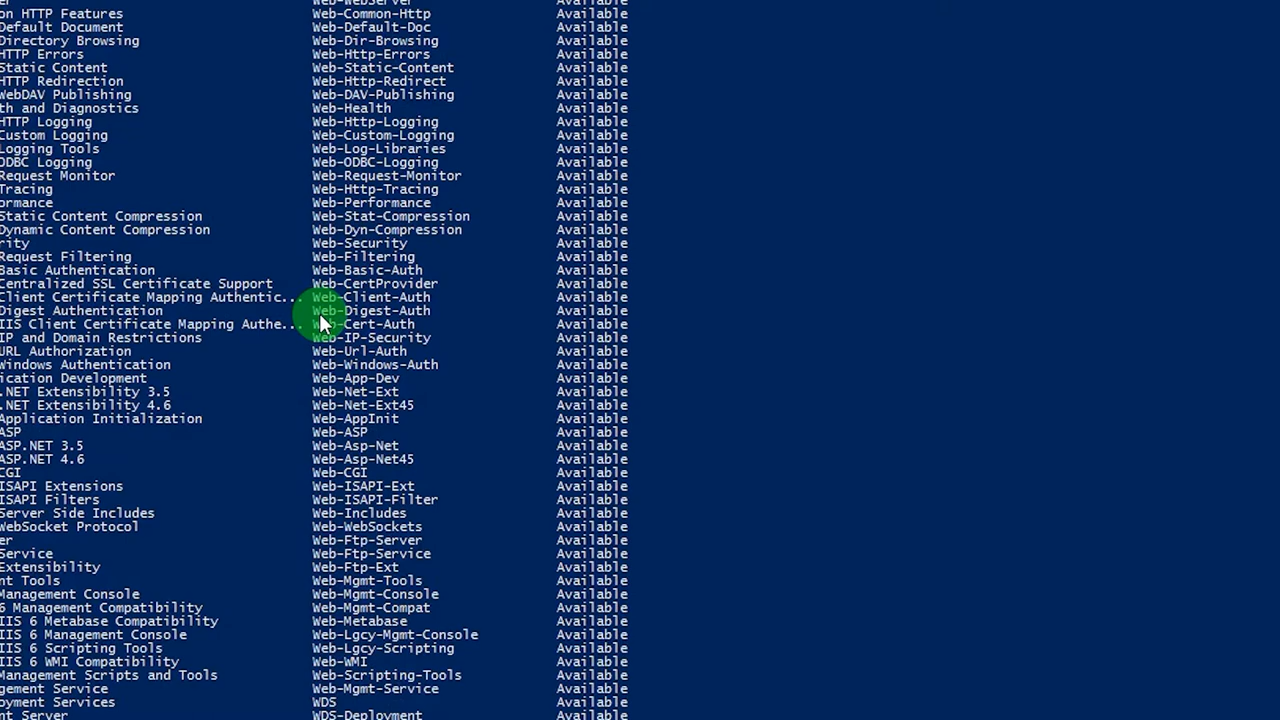 er Web-WebServer Available
on HTTP Features Web-Common-Http Available
Default Document Web-Default-Doc Available
Directory Browsing Web-Dir-Browsing Available
HTTP Errors Web-Http-Errors Available
Static Content Web-Static-Content Available
HTTP Redirection Web-Http-Redirect Available
WebDAV Publishing Web-DAV-Publishing Available
th and Diagnostics Web-Health Available
HTTP Logging Web-Http-Logging Available
Custom Logging Web-Custom-Logging Available
Logging Tools Web-Log-Libraries Available
ODBC Logging Web-ODBC-Logging Available
Request Monitor Web-Request-Monitor Available
Tracing Web-Http-Tracing Available
ormance Web-Performance Available
Static Content Compression Web-Stat-Compression Available
Dynamic Content Compression Web-Dyn-Compression Available
rity Web-Security Available
Request Filtering Web-Filtering Available
Basic Authentication Web-Basic-Auth Available
Centralized SSL Certificate Support Web-CertProvider Available
Client Certificate Mapping Authentic... Web-Client-Auth Available
Digest Authentication Web-Digest-Auth Available
IIS Client Certificate Mapping Authe... Web-Cert-Auth Available
IP and Domain Restrictions Web-IP-Security Available
URL Authorization Web-Url-Auth Available
Windows Authentication Web-Windows-Auth Available
ication Development Web-App-Dev Available
.NET Extensibility 3.5 Web-Net-Ext Available
.NET Extensibility 4.6 Web-Net-Ext45 Available
Application Initialization Web-AppInit Available
ASP Web-ASP Available
ASP.NET 3.5 Web-Asp-Net Available
ASP.NET 4.6 Web-Asp-Net45 Available
CGI Web-CGI Available
ISAPI Extensions Web-ISAPI-Ext Available
ISAPI Filters Web-ISAPI-Filter Available
Server Side Includes Web-Includes Available
WebSocket Protocol Web-WebSockets Available
er Web-Ftp-Server Available
Service Web-Ftp-Service Available
Extensibility Web-Ftp-Ext Available
nt Tools Web-Mgmt-Tools Available
Management Console Web-Mgmt-Console Available
6 Management Compatibility Web-Mgmt-Compat Available
IIS 6 Metabase Compatibility Web-Metabase Available
IIS 6 Management Console Web-Lgcy-Mgmt-Console Available
IIS 6 Scripting Tools Web-Lgcy-Scripting Available
IIS 6 WMI Compatibility Web-WMI Available
Management Scripts and Tools Web-Scripting-Tools Available
gement Service Web-Mgmt-Service Available
oyment Services WDS Available
nt Server WDS-Deployment Available